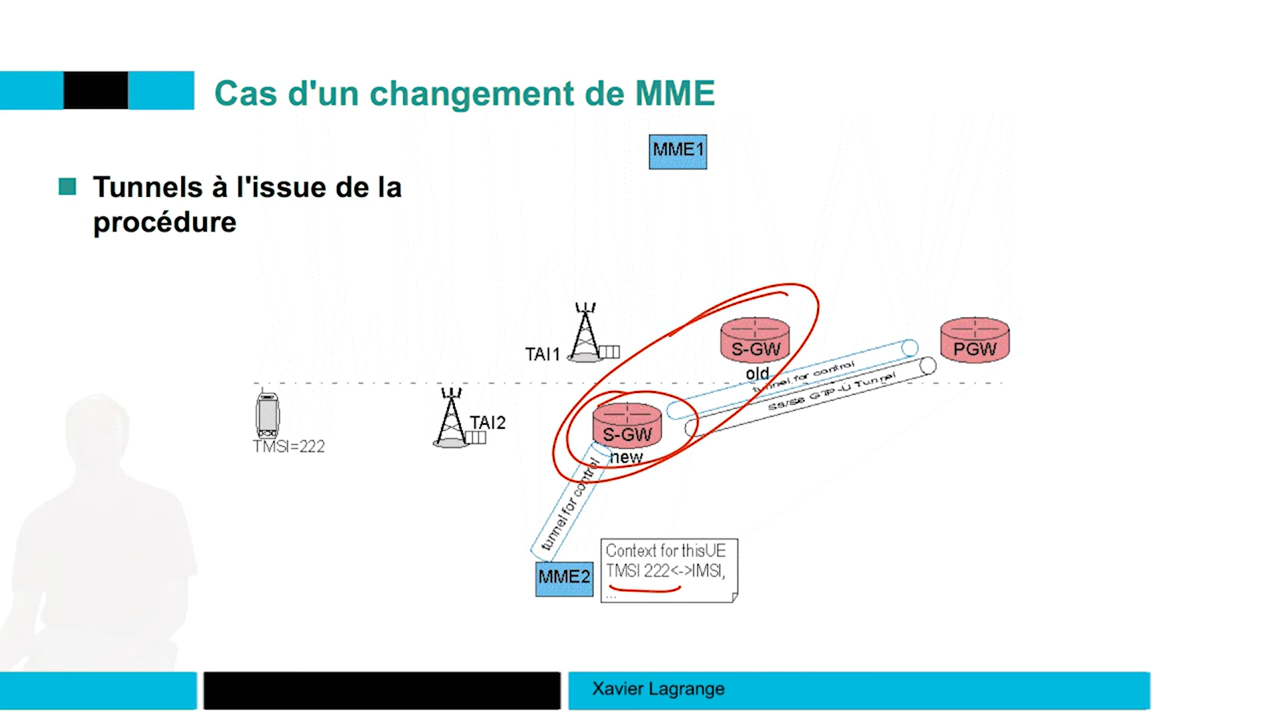 Cas d'un changement de MME
MME1
Tunnels à l'issue de la
procédure
TAI1
S-GW
old
PGW
tunnel for control
S5/S8 GTP-U Tunnel
TAI2
TMSI=222
S-GW
new
tunnel for control
MME2
Context for thisUE
TMSI 222<->IMSI,
...
Xavier Lagrange